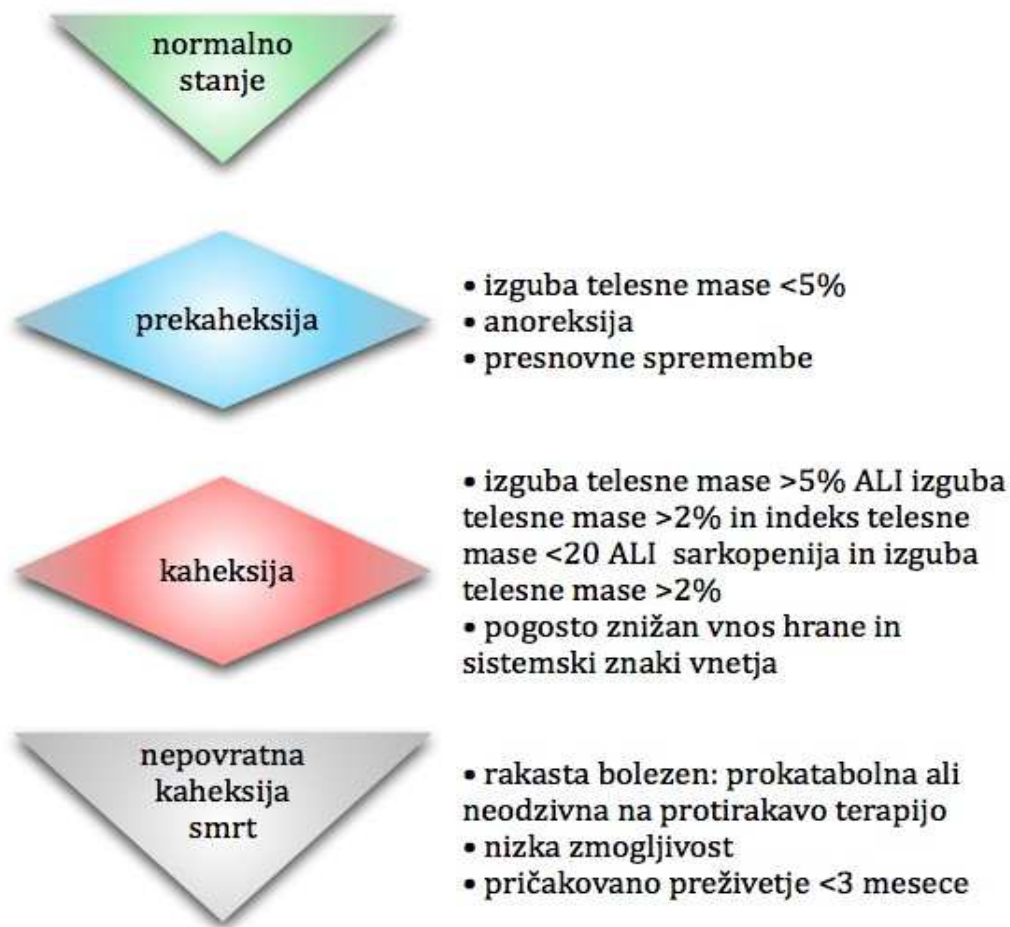 normalno
stanje
prekaheksija
• izguba telesne mase <5%
• anoreksija
• presnovne spremembe
kaheksija
• izguba telesne mase >5% ALI izguba
telesne mase >2% in indeks telesne
mase <20 ALI sarkopenija in izguba
telesne mase >2%
• pogosto znižan vnos hrane in
sistemski znaki vnetja
nepovratna
kaheksija
smrt
• rakasta bolezen: prokatabolna ali
neodzivna na protirakavo terapijo
• nizka zmogljivost
• pričakovano preživetje <3 mesece